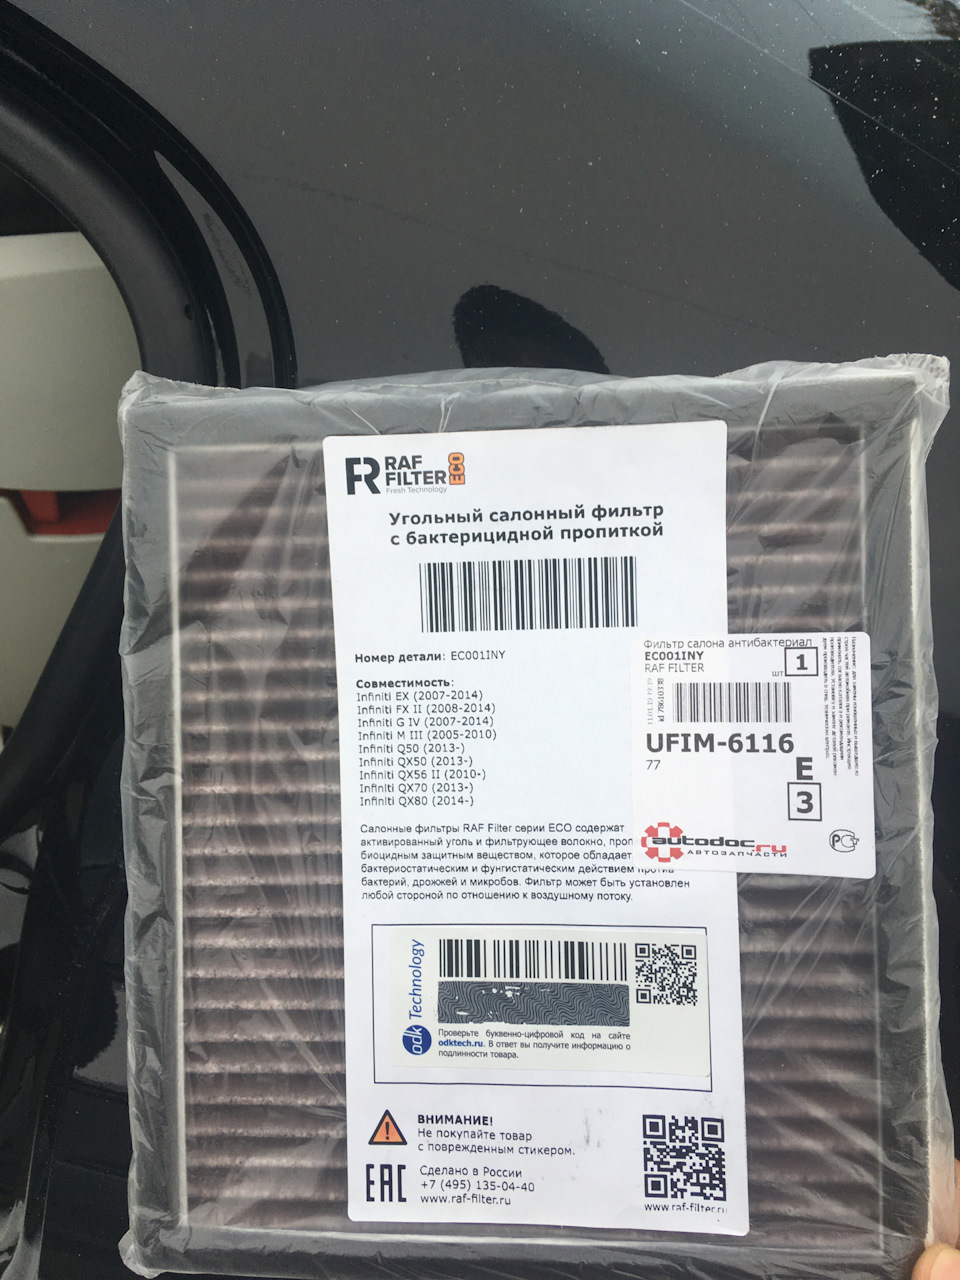 RAF
FILTER
ECO
Fresh Technology
Угольный салонный фильтр
с бактерицидной пропиткой
Номер детали: EC001INY
Совместимость:
Infiniti EX (2007-2014)
Infiniti FX II (2008-2014)
Infiniti G IV (2007-2014)
Infiniti M III (2005-2010)
Infiniti Q50 (2013-)
Infiniti QX50 (2013-)
Infiniti QX56 II (2010-)
Infiniti QX70 (2013-)
Infiniti QX80 (2014-)
Салонные фильтры RAF Filter серии ECO содержат
активированный уголь и фильтрующее волокно, проп
биоцидным защитным веществом, которое обладает
бактериостатическим и фунгистатическим действием против
бактерий, дрожжей и микробов. Фильтр может быть установлен
любой стороной по отношению к воздушному потоку.
Фильтр салона антибактериал
EC001INY
RAF FILTER
шт
1
UFIM-6116
77
E
3
autodoc.ru
АВТОЗАПЧАСТИ
odk Technology
Проверьте буквенно-цифровой код на сайте
odktech.ru. В ответ вы получите информацию о
подлинности товара.
ВНИМАНИЕ!
Не покупайте товар
с поврежденным стикером.
EAC
Сделано в России
+7 (495) 135-04-40
www.raf-filter.ru
www.raf-filter.ru